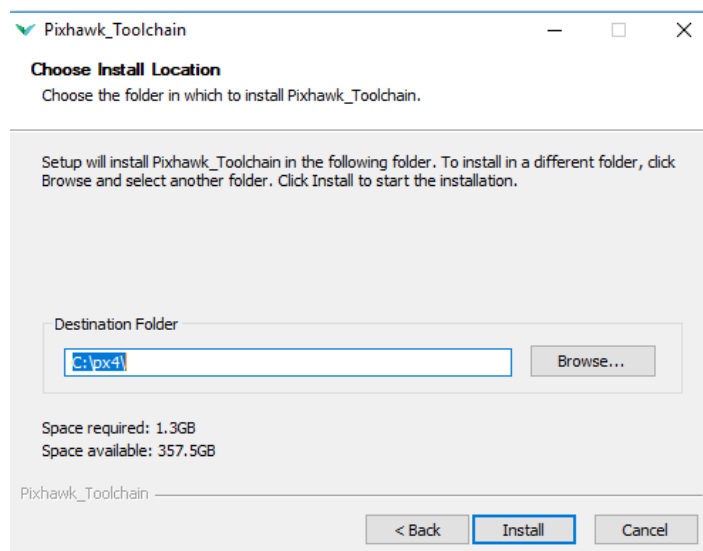 Pixhawk_Toolchain
Choose Install Location
Choose the folder in which to install Pixhawk_Toolchain.
Setup will install Pixhawk_Toolchain in the following folder. To install in a different folder, click
Browse and select another folder. Click Install to start the installation.
Destination Folder
C:\px4\
Browse...
Space required: 1.3GB
Space available: 357.5GB
Pixhawk_Toolchain
< Back Install Cancel